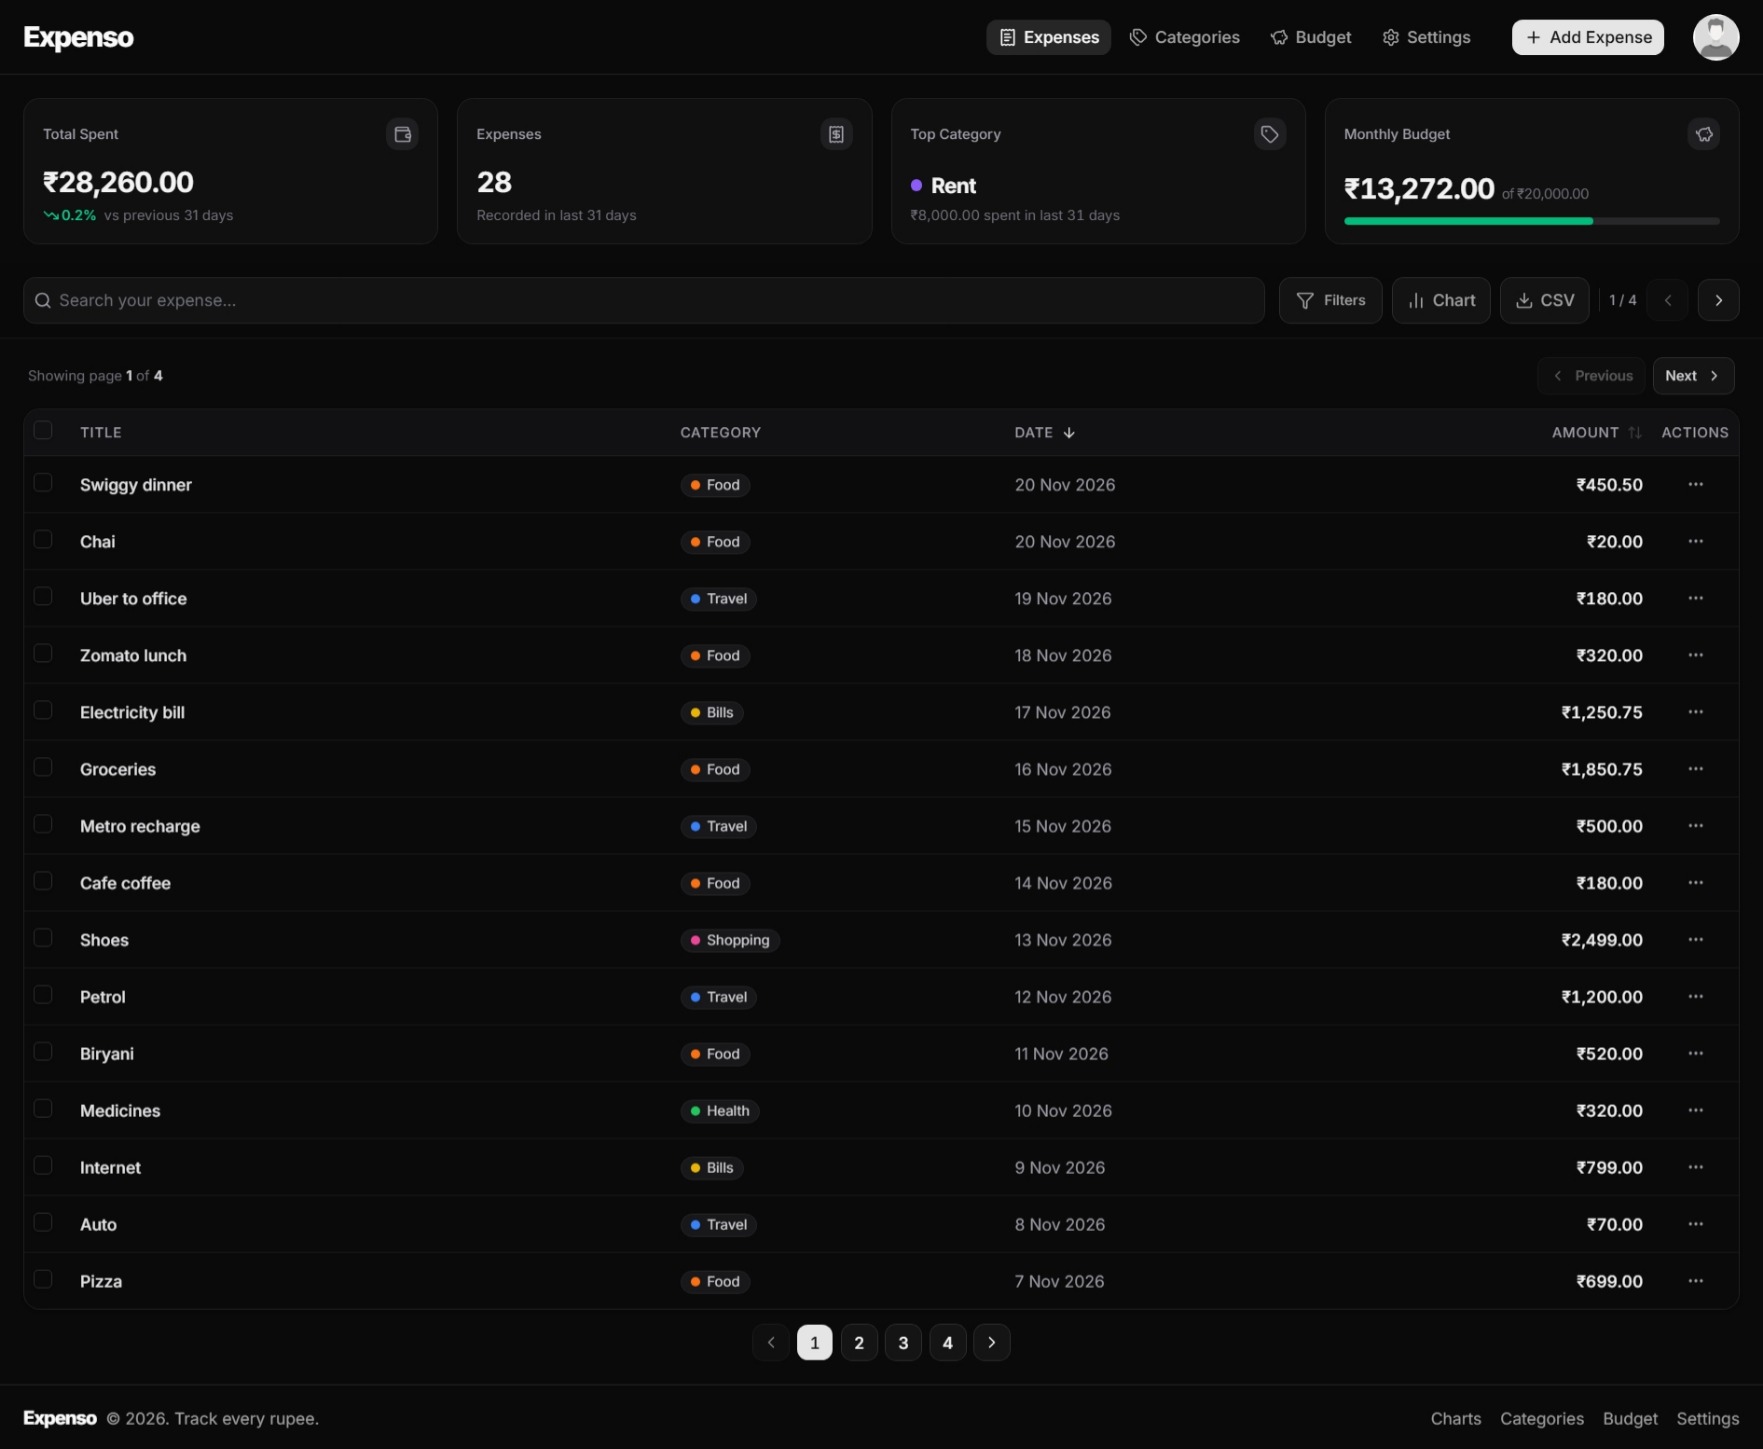 Expenso
Expenses Categories Budget Settings + Add Expense
Total Spent
₹28,260.00
0.2% vs previous 31 days
Expenses
28
Recorded in last 31 days
Top Category
Rent
₹8,000.00 spent in last 31 days
Monthly Budget
₹13,272.00 of ₹20,000.00
Search your expense...
Filters Chart CSV 1 / 4
Showing page 1 of 4
Previous Next
TITLE CATEGORY DATE AMOUNT ACTIONS
Swiggy dinner Food 20 Nov 2026 ₹450.50
Chai Food 20 Nov 2026 ₹20.00
Uber to office Travel 19 Nov 2026 ₹180.00
Zomato lunch Food 18 Nov 2026 ₹320.00
Electricity bill Bills 17 Nov 2026 ₹1,250.75
Groceries Food 16 Nov 2026 ₹1,850.75
Metro recharge Travel 15 Nov 2026 ₹500.00
Cafe coffee Food 14 Nov 2026 ₹180.00
Shoes Shopping 13 Nov 2026 ₹2,499.00
Petrol Travel 12 Nov 2026 ₹1,200.00
Biryani Food 11 Nov 2026 ₹520.00
Medicines Health 10 Nov 2026 ₹320.00
Internet Bills 9 Nov 2026 ₹799.00
Auto Travel 8 Nov 2026 ₹70.00
Pizza Food 7 Nov 2026 ₹699.00
1 2 3 4
Expenso © 2026. Track every rupee.
Charts Categories Budget Settings